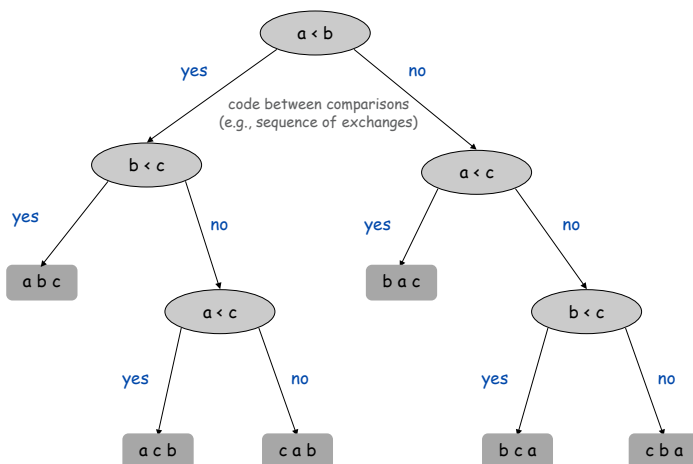 a < b
yes
no
code between comparisons
(e.g., sequence of exchanges)
b < c
a < c
yes
no
yes
no
a b c
b a c
a < c
b < c
yes
no
yes
no
a c b
c a b
b c a
c b a